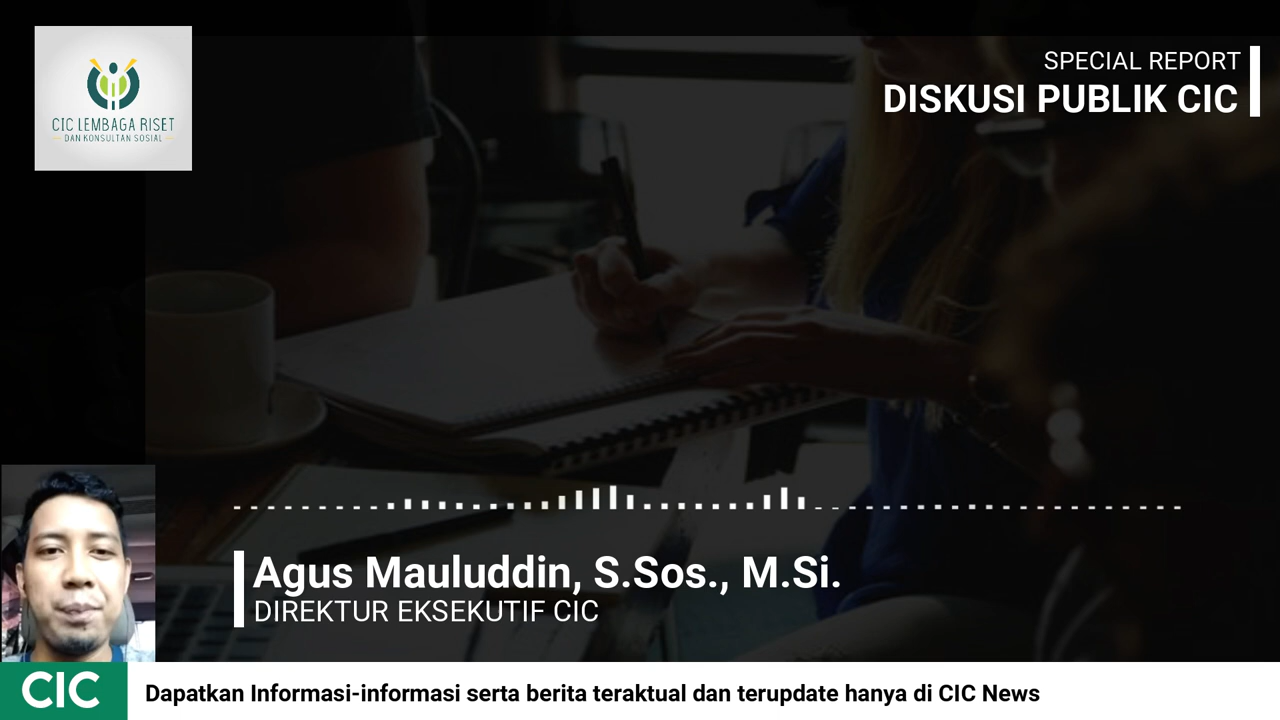 CIC LEMBAGA RISET
DAN KONSULTAN SOSIAL
SPECIAL REPORT
DISKUSI PUBLIK CIC
Agus Mauluddin, S.Sos., M.Si.
DIREKTUR EKSEKUTIF CIC
CIC
Dapatkan Informasi-informasi serta berita teraktual dan terupdate hanya di CIC News